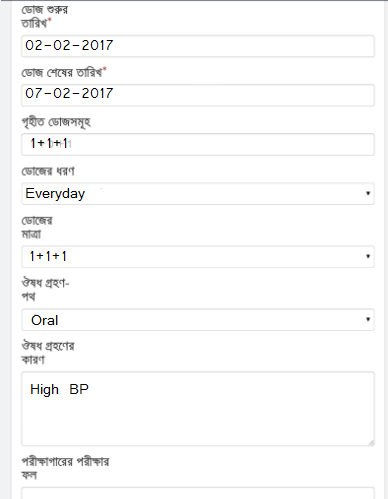 ডোজ শুরুর
তারিখ*
02-02-2017
ডোজ শেষের তারিখ*
07-02-2017
গৃহীত ডোজসমূহ
1+1+1
ডোজের ধরণ
Everyday
ডোজের
মাত্রা
1+1+1
ঔষধ গ্রহণ-
পথ
Oral
ঔষধ গ্রহণের
কারণ
High BP
পরীক্ষাগারের পরীক্ষার
ফল